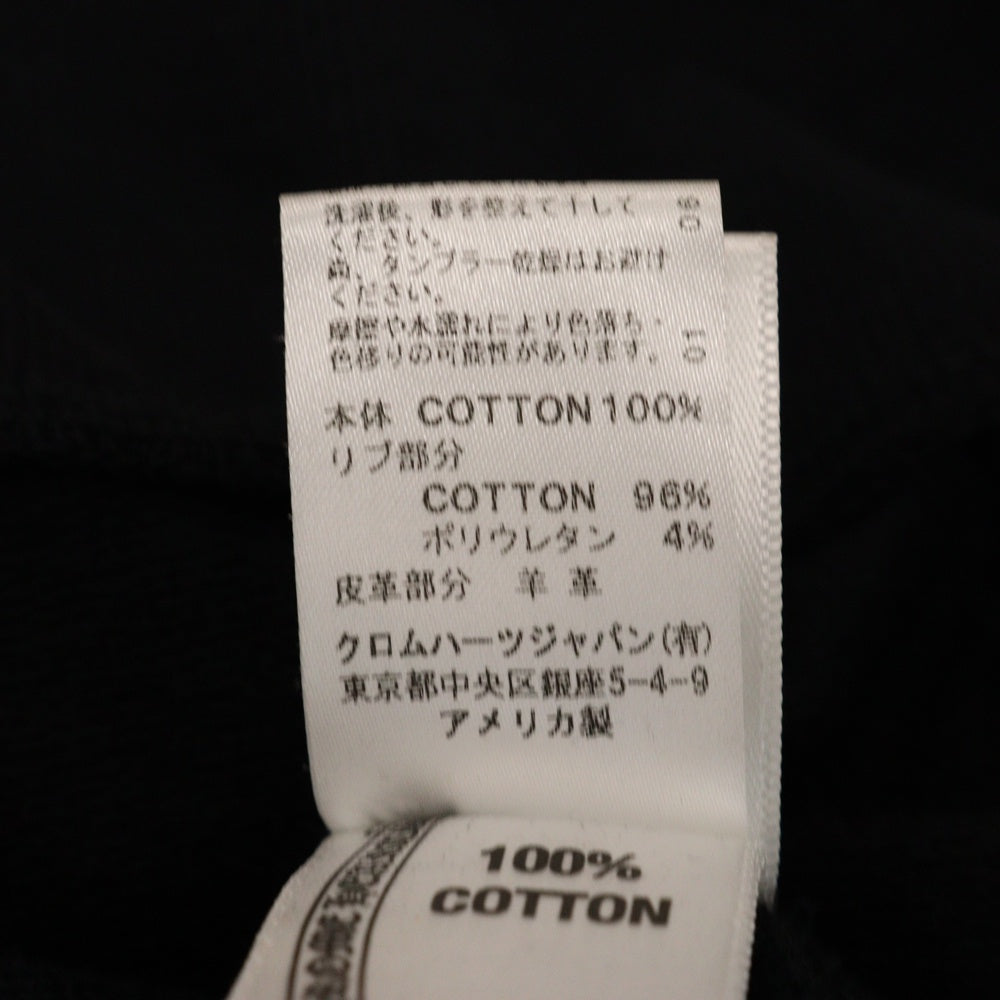 洗濯後、形を整えて干して
ください。
尚、タンブラー乾燥はお避け
ください。
摩擦や水濡れにより色落ち・
色移りの可能性があります。
本体 COTTON100%
リブ部分
COTTON 96%
ポリウレタン 4%
皮革部分 羊革
クロムハーツジャパン(有)
東京都中央区銀座5-4-9
アメリカ製
100%
COTTON